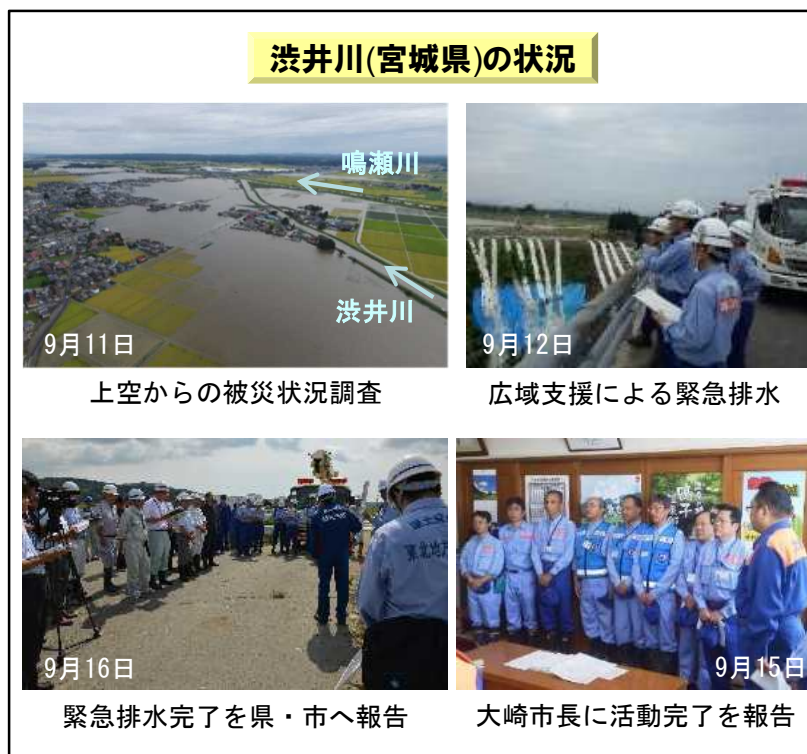 渋井川(宮城県)の状況
鳴瀬川
渋井川
9月11日
上空からの被災状況調査
9月12日
広域支援による緊急排水
東北地方
9月16日
緊急排水完了を県・市へ報告
9月15日
大崎市長に活動完了を報告